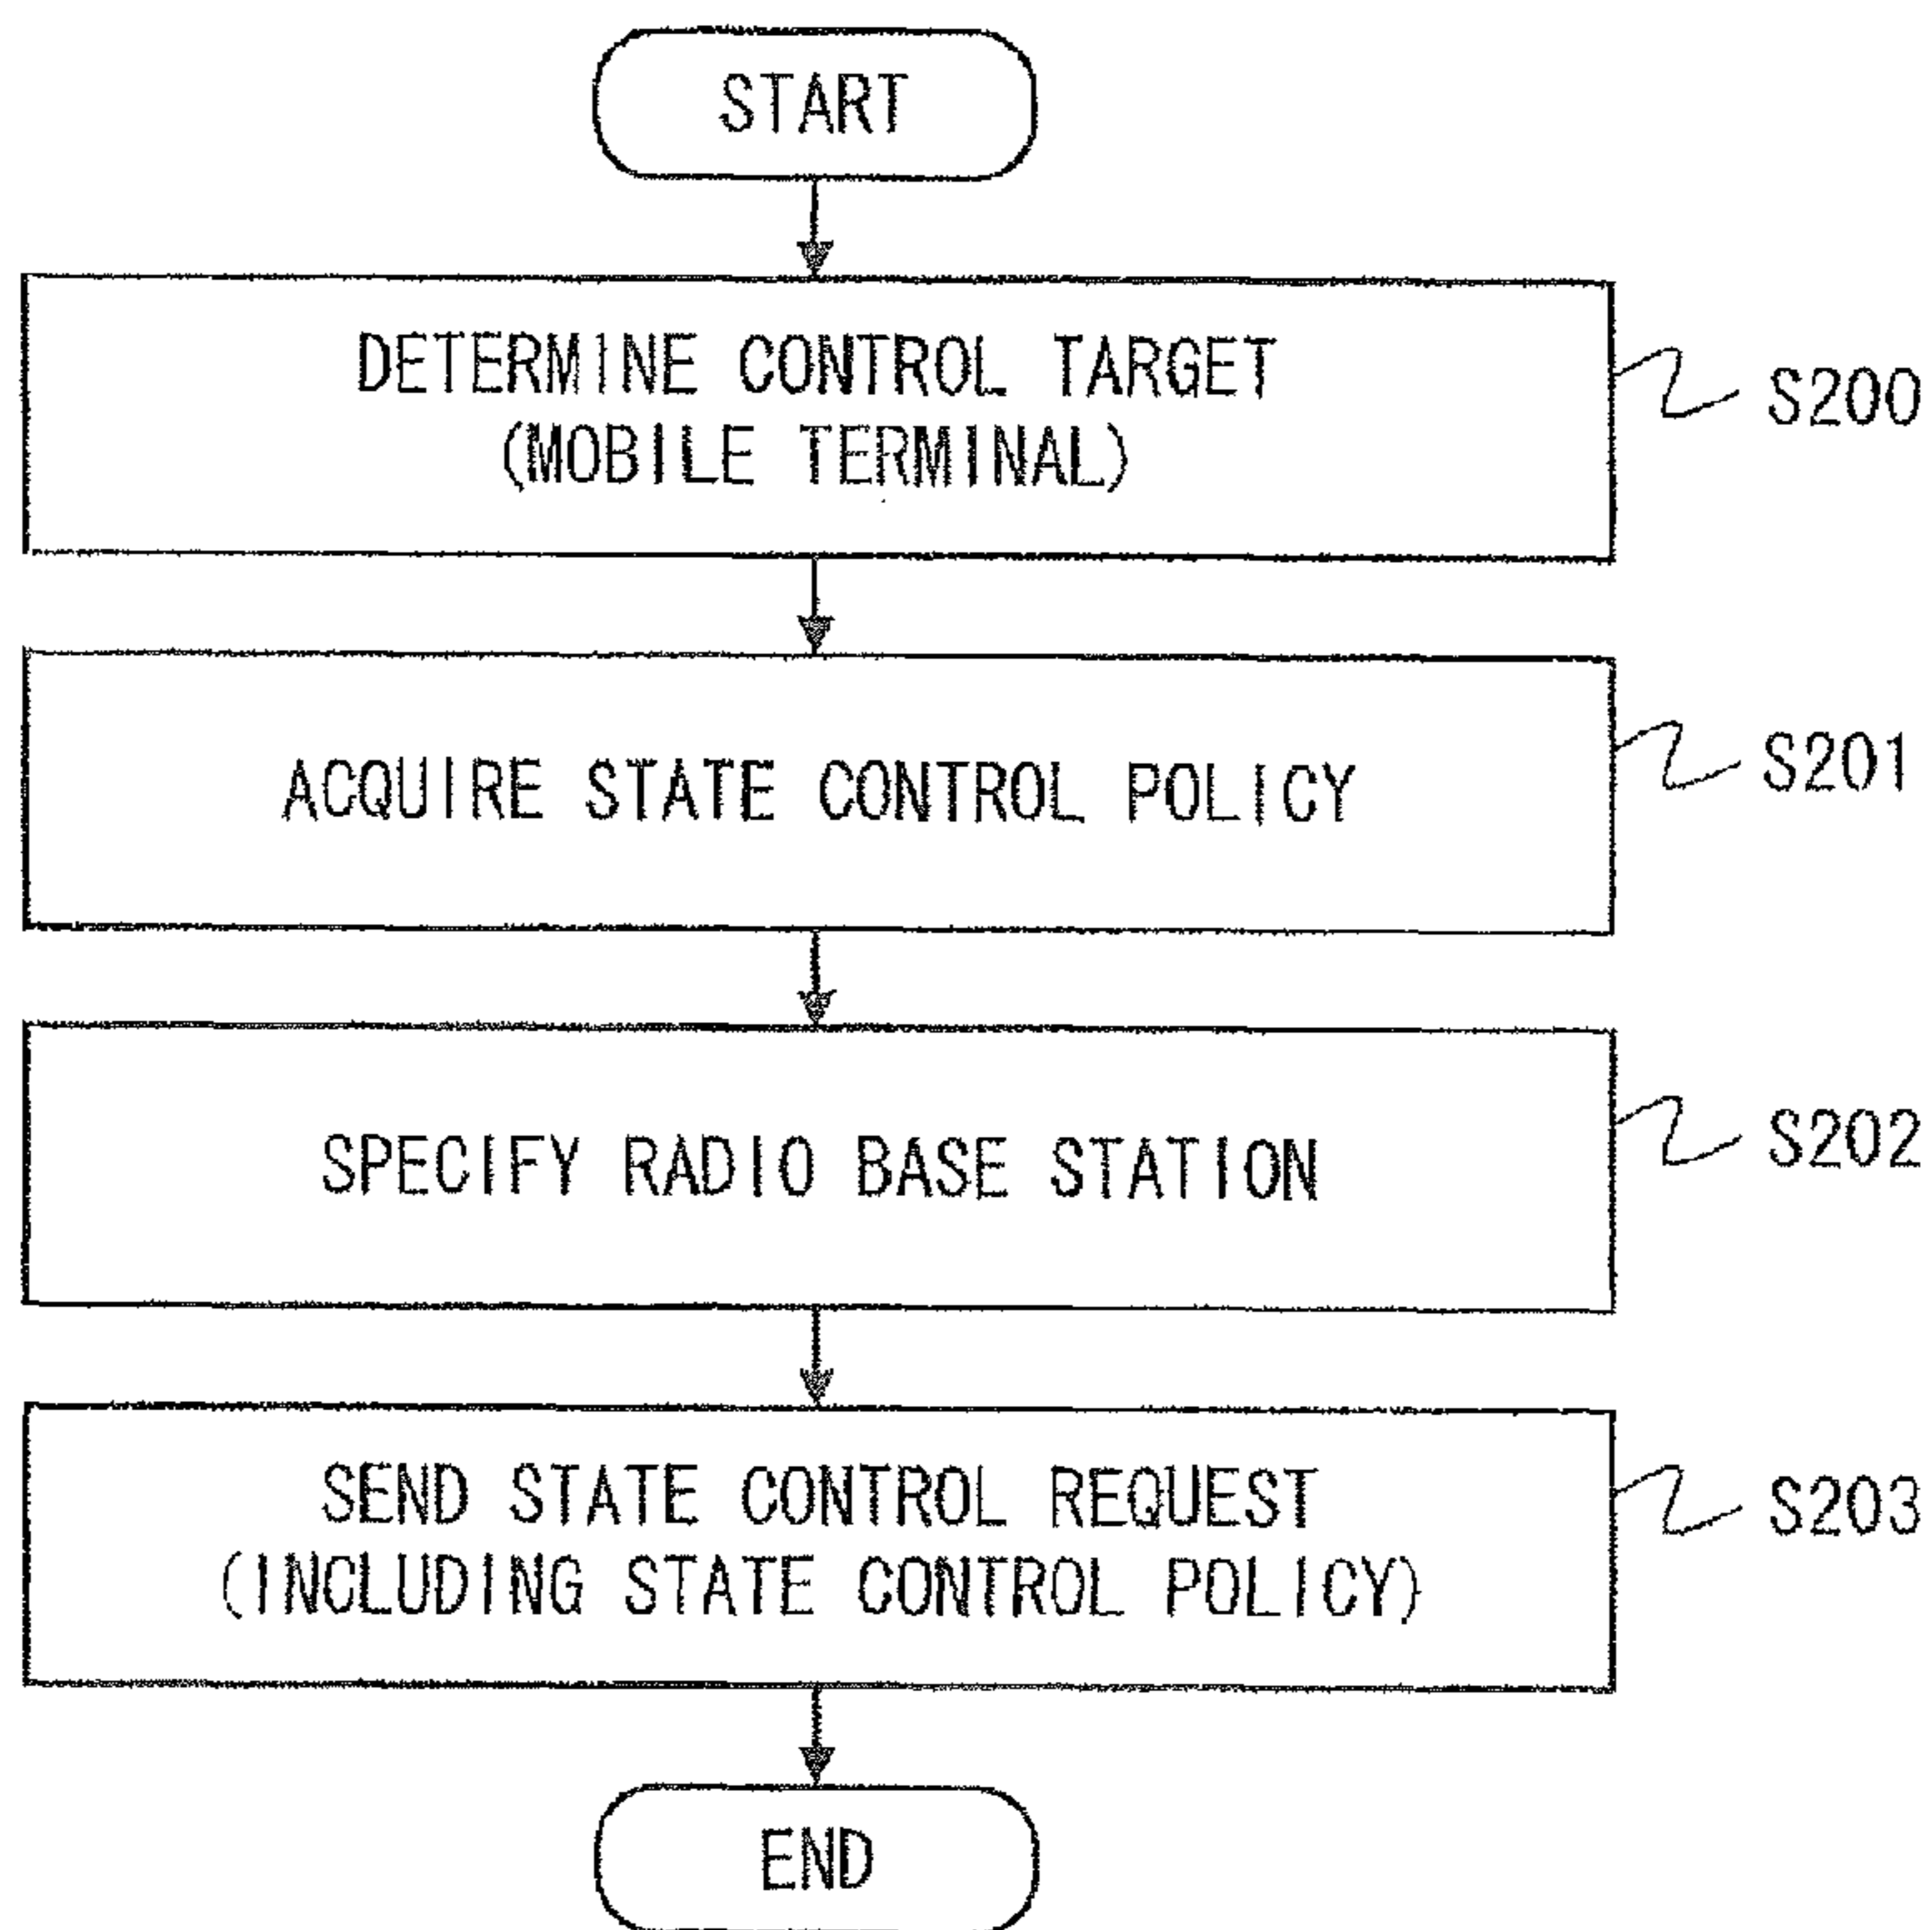 START
DETERMINE CONTROL TARGET
(MOBILE TERMINAL)
S200
ACQUIRE STATE CONTROL POLICY
S201
SPECIFY RADIO BASE STATION
S202
SEND STATE CONTROL REQUEST
(INCLUDING STATE CONTROL POLICY)
S203
END